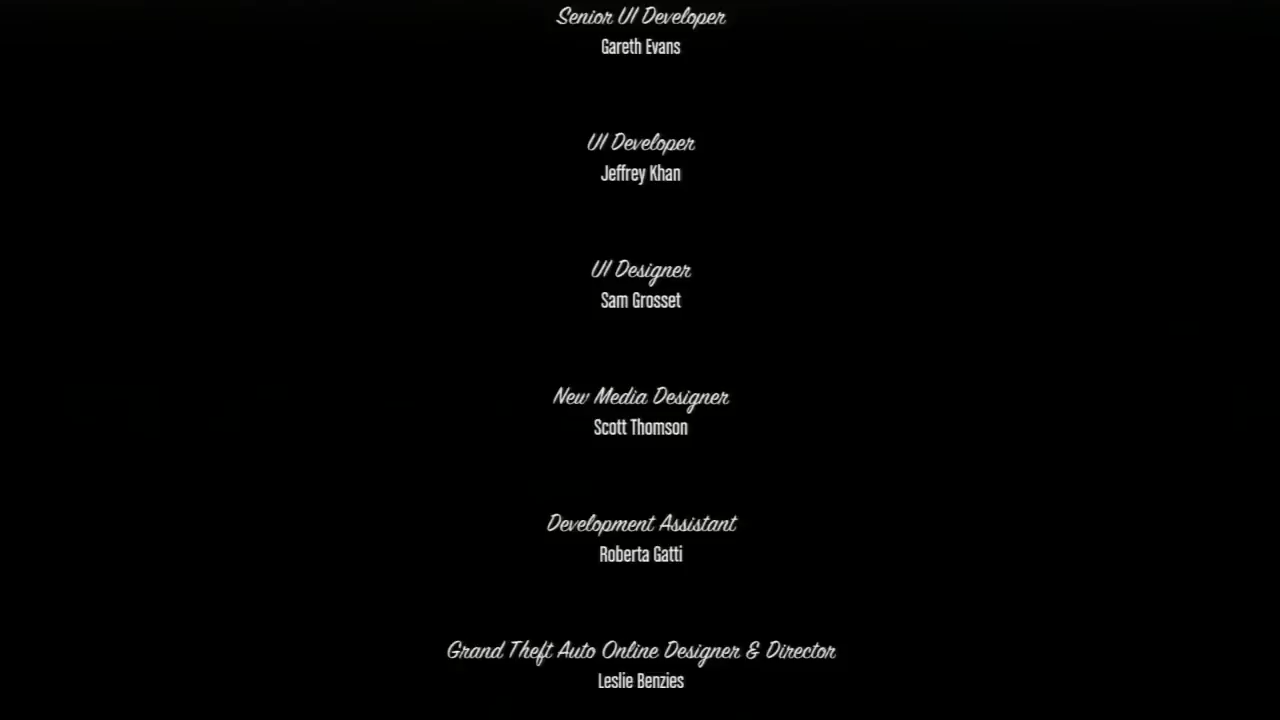 Senior UI Developer
Gareth Evans
UI Developer
Jeffrey Khan
UI Designer
Sam Grosset
New Media Designer
Scott Thomson
Development Assistant
Roberta Gatti
Grand Theft Auto Online Designer & Director
Leslie Benzies